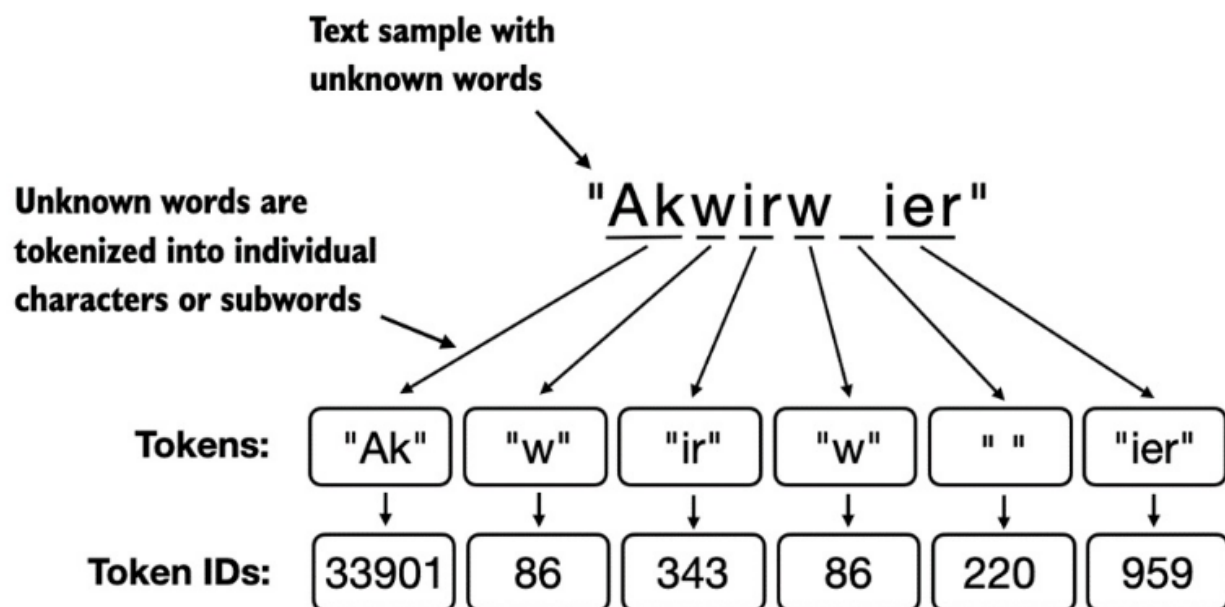 Text sample with
unknown words
"Akwirw ier"
Unknown words are
tokenized into individual
characters or subwords
Tokens: "Ak" "w" "ir" "w" " " "ier"
Token IDs: 33901 86 343 86 220 959